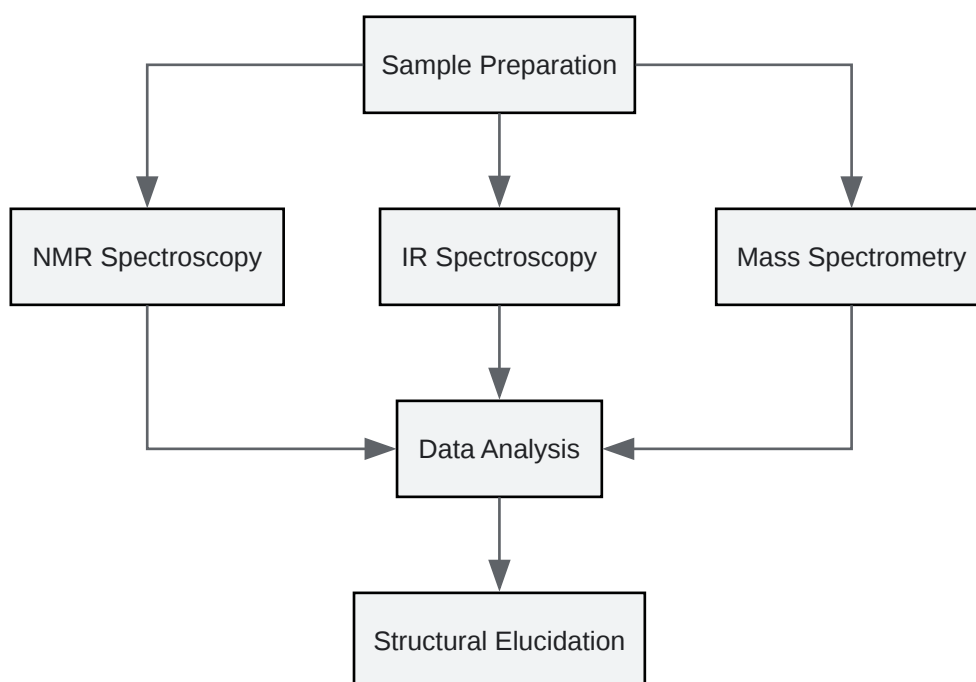 Sample Preparation
NMR Spectroscopy
IR Spectroscopy
Mass Spectrometry
Data Analysis
Structural Elucidation